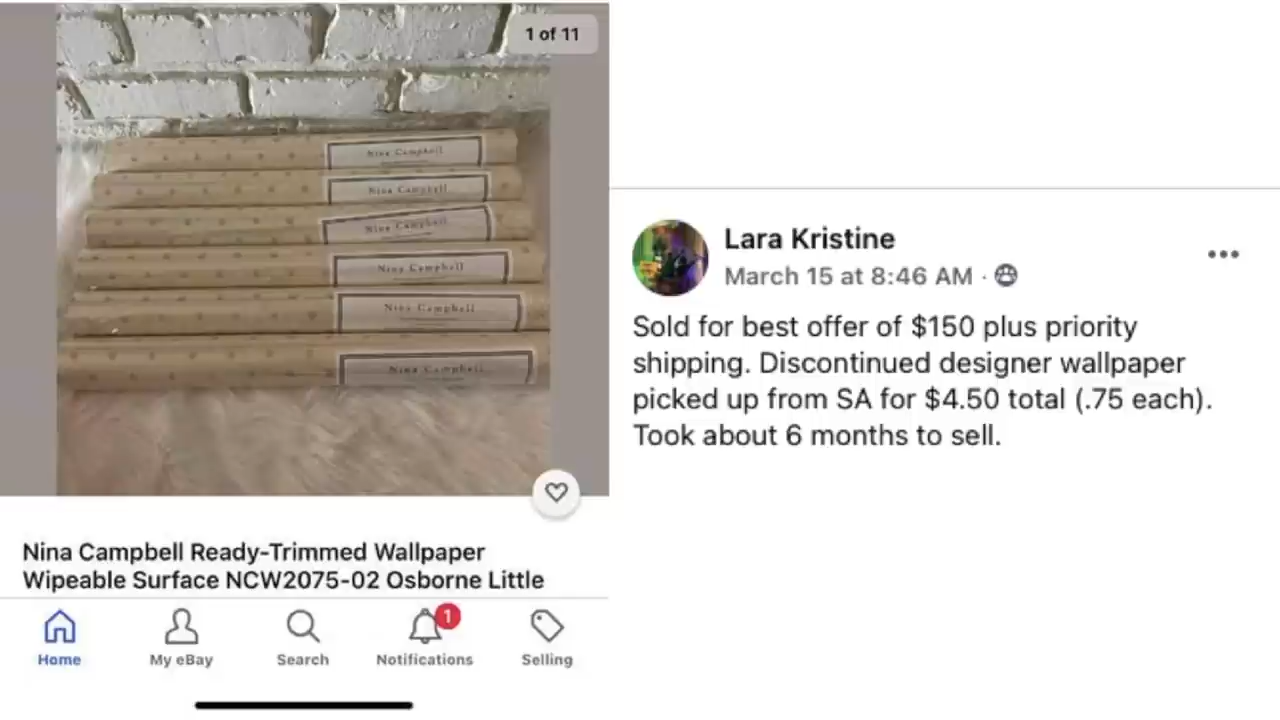 1 of 11
Nina Campbell
Nina Campbell
Nina Campbell
Nina Campbell
Nina Campbell
Nina Campbell
Nina Campbell Ready-Trimmed Wallpaper
Wipeable Surface NCW2075-02 Osborne Little
1
Home
My eBay
Search
Notifications
Selling
Lara Kristine
March 15 at 8:46 AM ·
Sold for best offer of $150 plus priority
shipping. Discontinued designer wallpaper
picked up from SA for $4.50 total (.75 each).
Took about 6 months to sell.